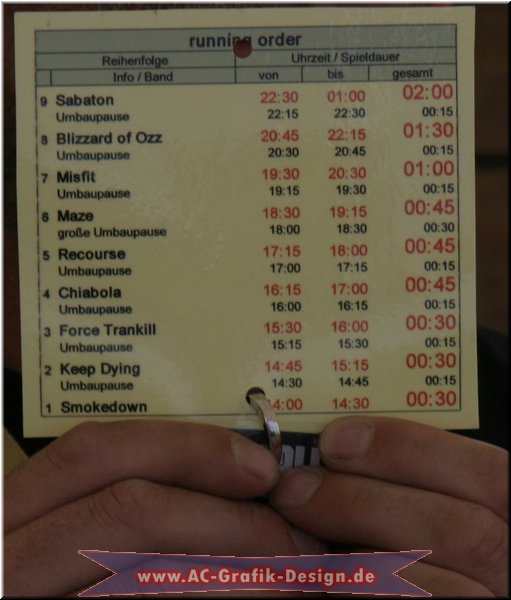 running order
Reihenfolge Uhrzeit / Spieldauer
Info / Band von bis gesamt
9 Sabaton 22:30 01:00 02:00
Umbaupause 22:15 22:30 00:15
8 Blizzard of Ozz 20:45 22:15 01:30
Umbaupause 20:30 20:45 00:15
7 Misfit 19:30 20:30 01:00
Umbaupause 19:15 19:30 00:15
6 Maze 18:30 19:15 00:45
große Umbaupause 18:00 18:30 00:30
5 Recourse 17:15 18:00 00:45
Umbaupause 17:00 17:15 00:15
4 Chiabola 16:15 17:00 00:45
Umbaupause 16:00 16:15 00:15
3 Force Trankill 15:30 16:00 00:30
Umbaupause 15:15 15:30 00:15
2 Keep Dying 14:45 15:15 00:30
Umbaupause 14:30 14:45 00:15
1 Smokedown 14:00 14:30 00:30
www.AC-Grafik-Design.de